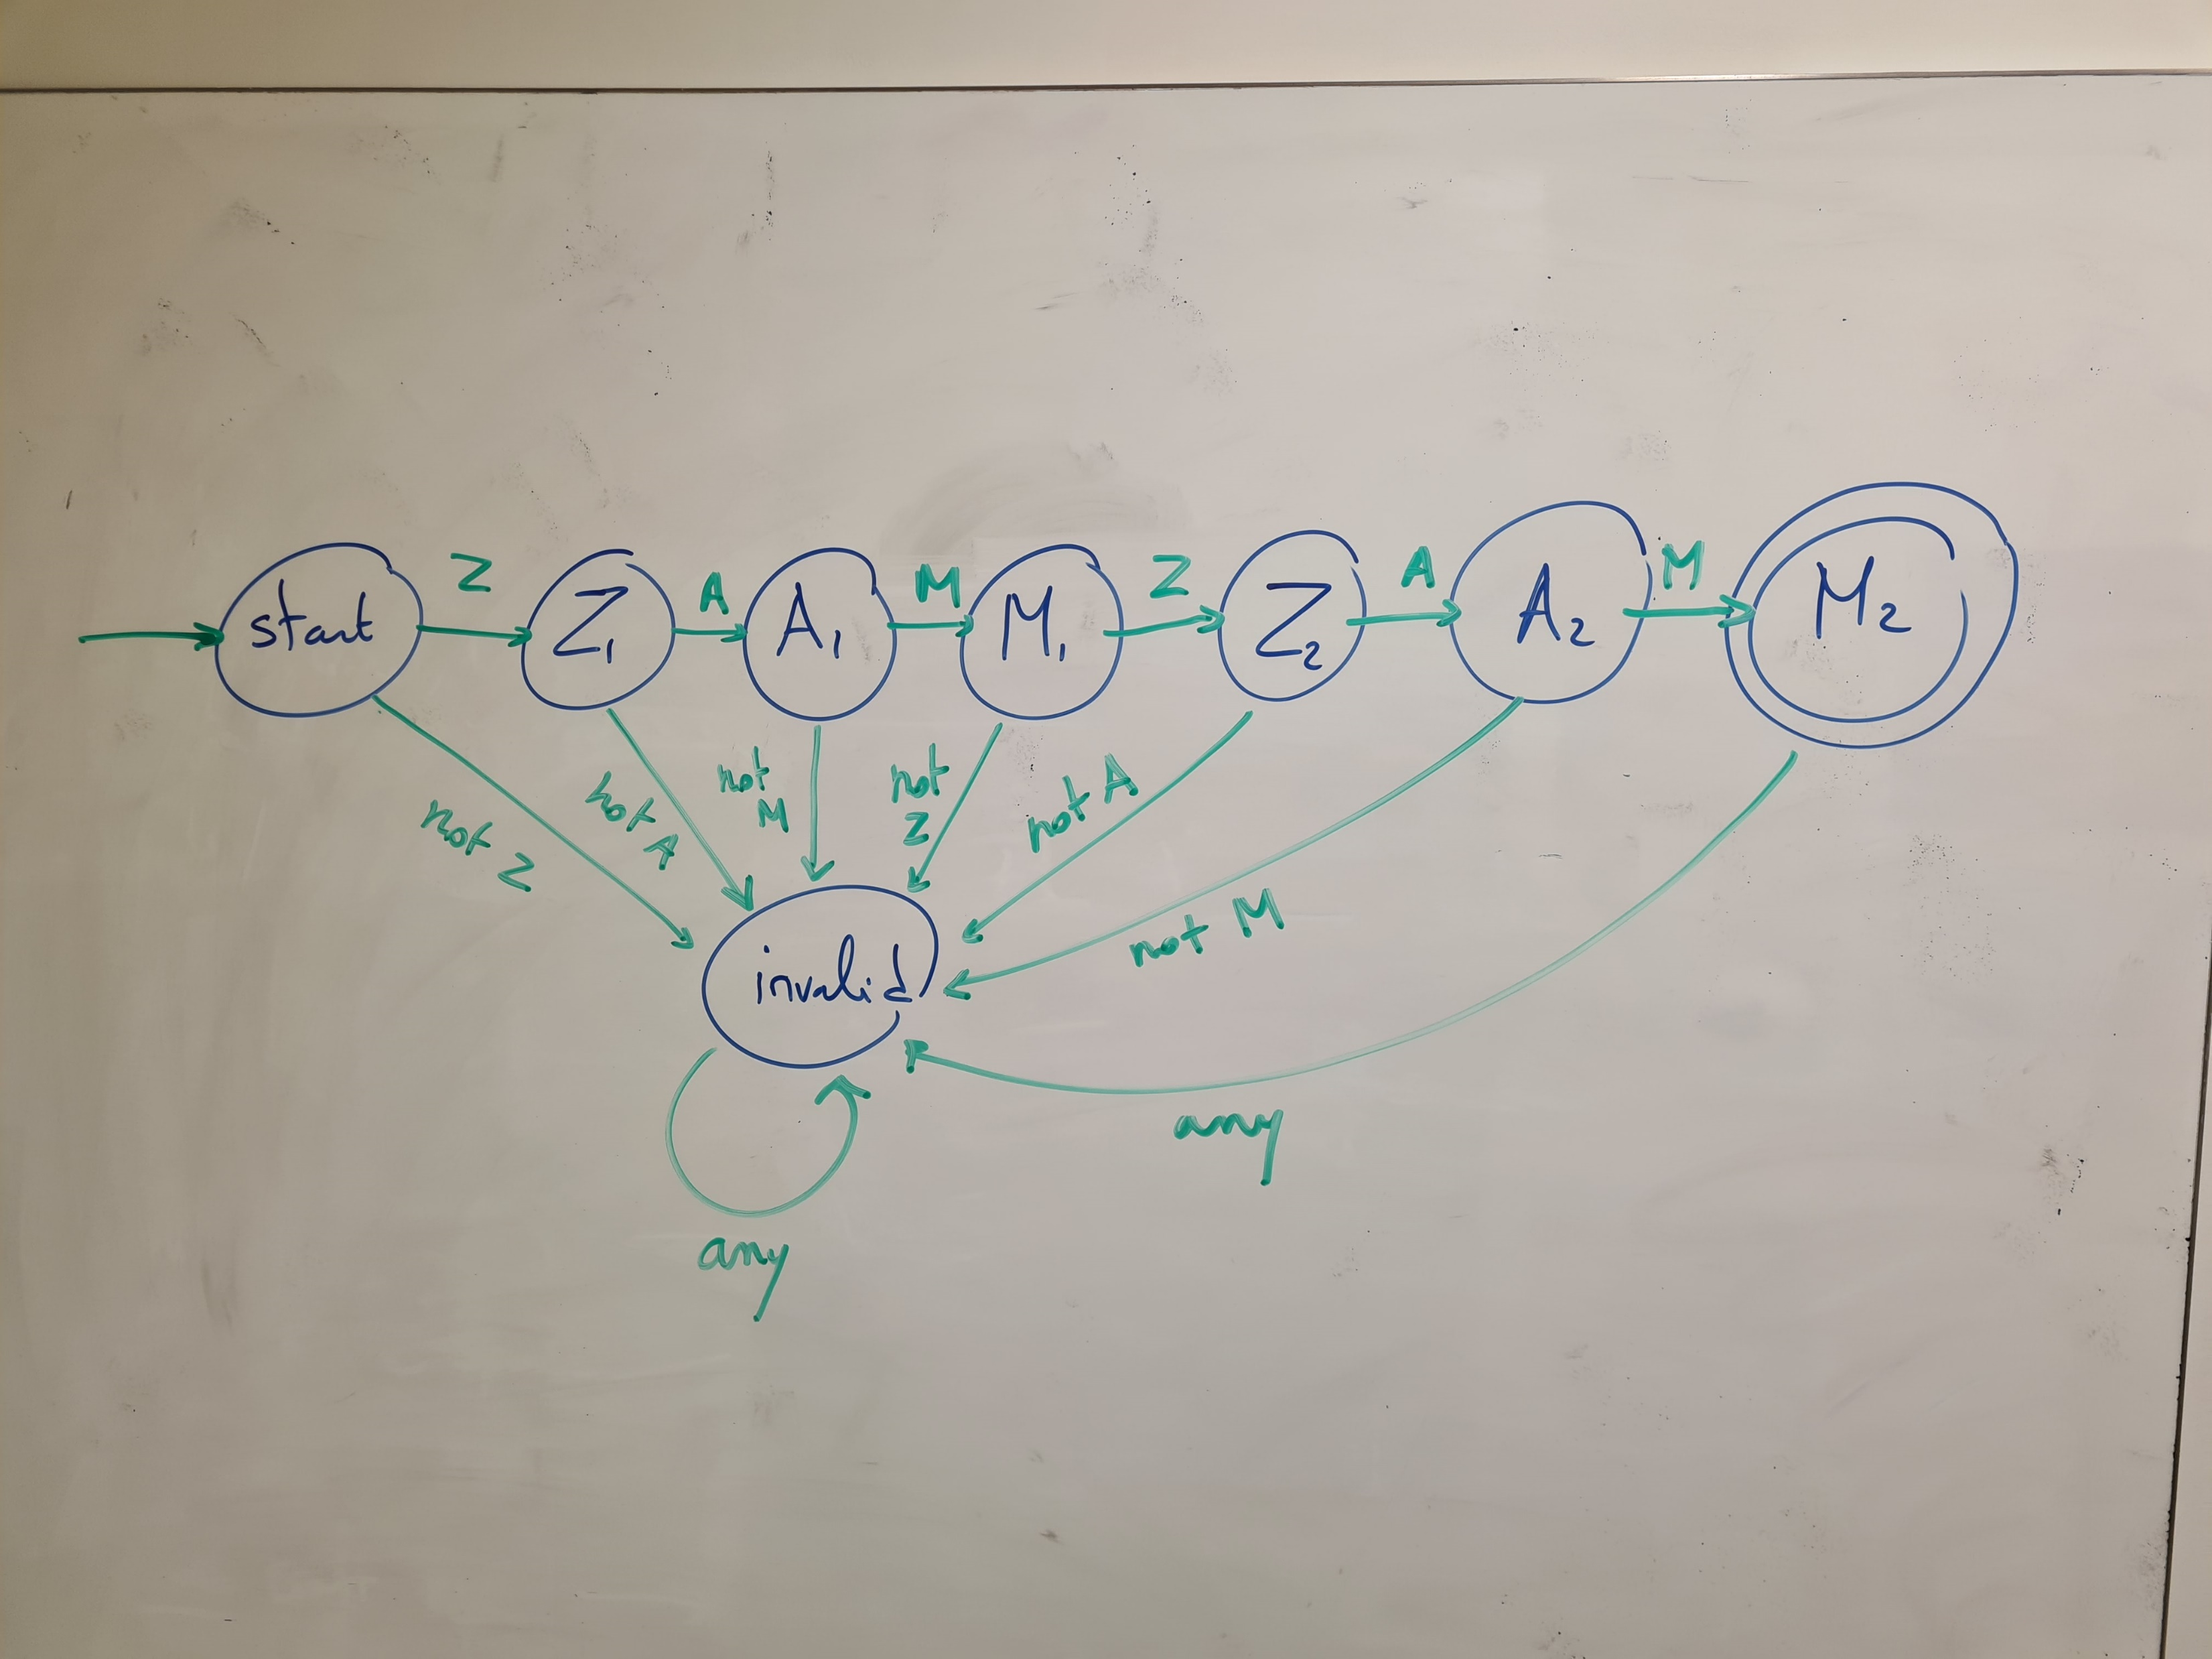 Z A M Z A M
start Z₁ A₁ M₁ Z₂ A₂ M₂
not Z
not A
not
M
not
Z
not A
not M
invalid
any
any